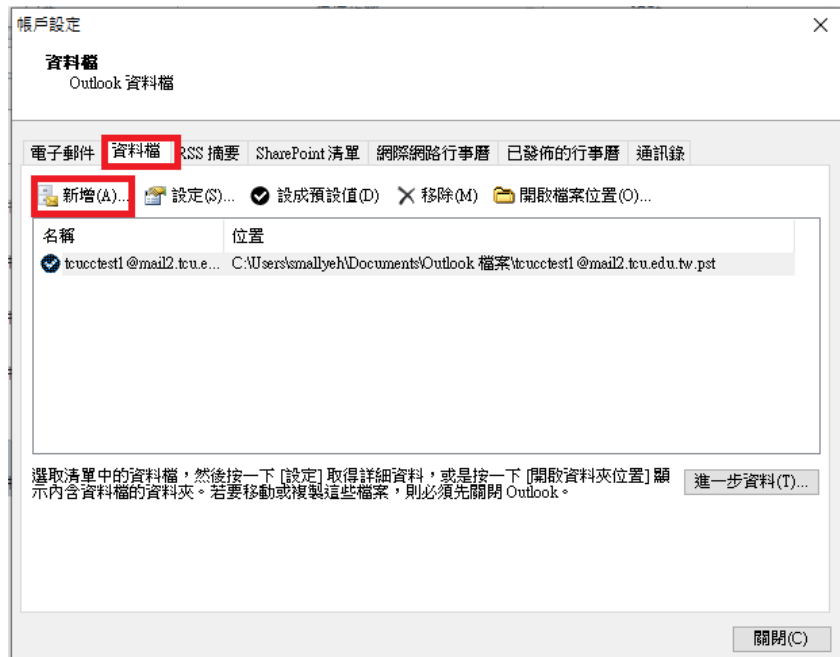 帳戶設定
資料檔
Outlook 資料檔
電子郵件 資料檔 RSS 摘要 SharePoint 清單 網際網路行事曆 已發佈的行事曆 通訊錄
新增(A)... 設定(S)... 設成預設值(D) 移除(M) 開啟檔案位置(O)...
名稱 位置
tcucctest1@mail2.tcu.e... C:\Users\smallyeh\Documents\Outlook 檔案\tcucctest1@mail2.tcu.edu.tw.pst
選取清單中的資料檔，然後按一下 [設定] 取得詳細資料，或是按一下 [開啟資料夾位置] 顯
示內含資料檔的資料夾。若要移動或複製這些檔案，則必須先關閉 Outlook。
進一步資料(T)...
關閉(C)